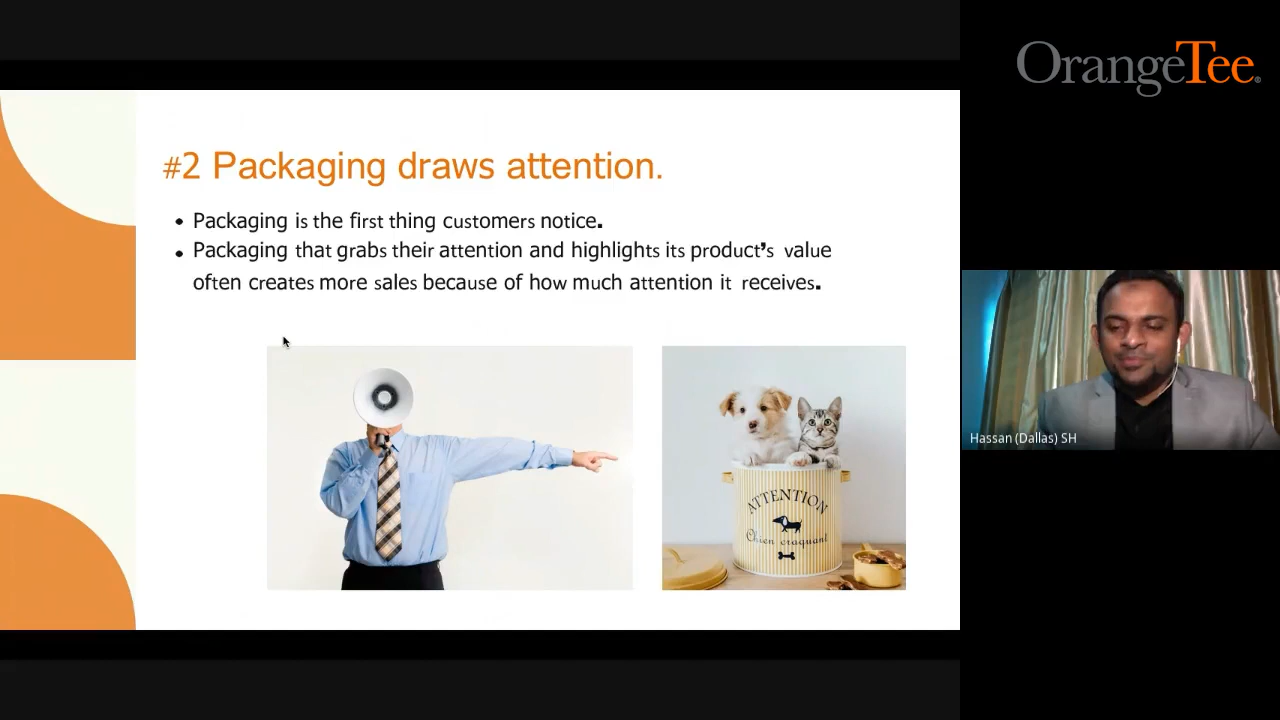 OrangeTee®
#2 Packaging draws attention.
• Packaging is the first thing customers notice.
• Packaging that grabs their attention and highlights its product's value
often creates more sales because of how much attention it receives.
ATTENTION
Chien croquant
Hassan (Dallas) SH